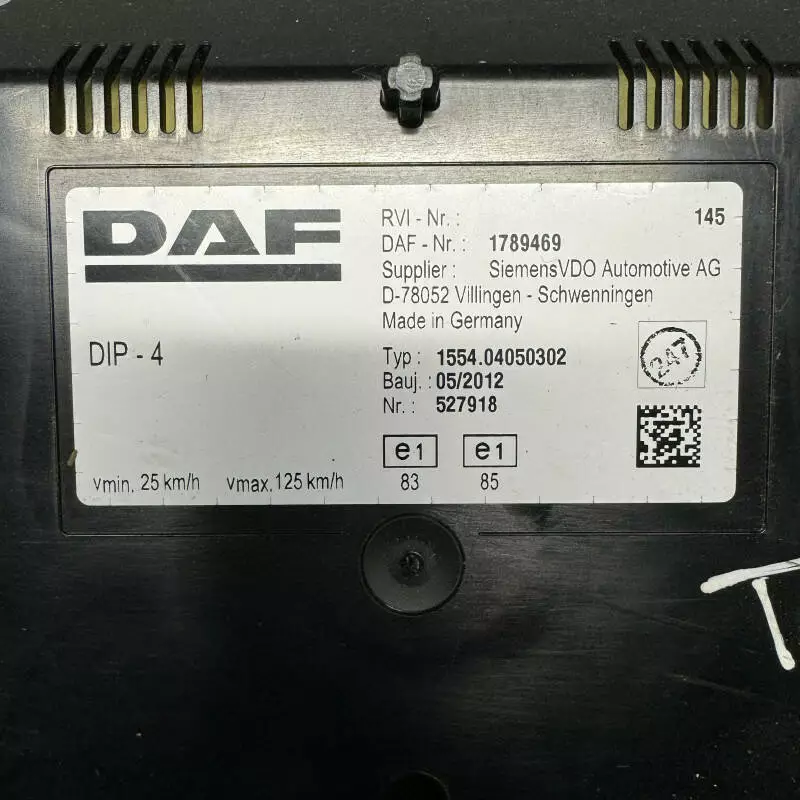 DAF
RVI - Nr. : 145
DAF - Nr. : 1789469
Supplier : SiemensVDO Automotive AG
D-78052 Villingen - Schwenningen
Made in Germany
DIP - 4
Typ : 1554.04050302
Bauj. : 05/2012
Nr. : 527918
247
e1 e1
83 85
vmin. 25 km/h vmax. 125 km/h
T